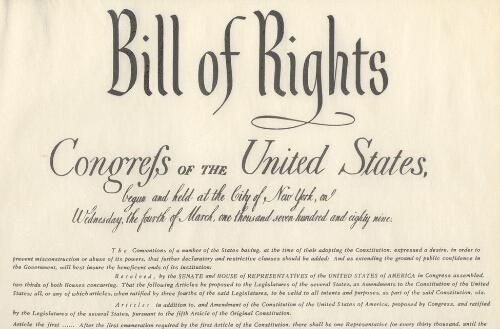 Bill of Rights
Congreſs OF THE United States,
begun and held at the City of New York, on
Wednesday, the fourth of March, one thousand seven hundred and eighty nine.
The Conventions of a number of the States having, at the time of their adopting the Constitution, expressed a desire, in order to
prevent misconstruction or abuse of its powers, that further declaratory and restrictive clauses should be added: And as extending the ground of public confidence in
the Government, will best insure the beneficent ends of its institution:
Resolved, by the SENATE and HOUSE of REPRESENTATIVES of the UNITED STATES of AMERICA in Congress assembled,
two thirds of both Houses concurring, That the following Articles be proposed to the Legislatures of the several States, as Amendments to the Constitution of the United
States; all, or any of which articles, when ratified by three fourths of the said Legislatures, to be valid to all intents and purposes, as part of the said Constitution, viz.
Articles in addition to, and Amendment of the Constitution of the United States of America, proposed by Congress, and ratified
by the Legislatures of the several States, pursuant to the fifth Article of the Original Constitution.
Article the first ...... After the first enumeration required by the first Article of the Constitution, there shall be one Representative for every thirty thousand, until the